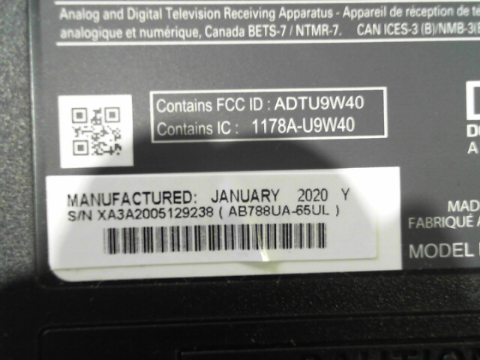 Analog and Digital Television Receiving Apparatus - Appareil de réception de
analogique et numérique, Canada BETS-7 / NTMR-7. CAN ICES-3 (B)/NMB-3(B
Contains FCC ID : ADTU9W40
Contains IC : 1178A-U9W40
D
A
MANUFACTURED: JANUARY 2020 Y
S/N XA3A2005129238 ( AB788UA-65UL )
MAD
FABRIQUÉ A
MODEL